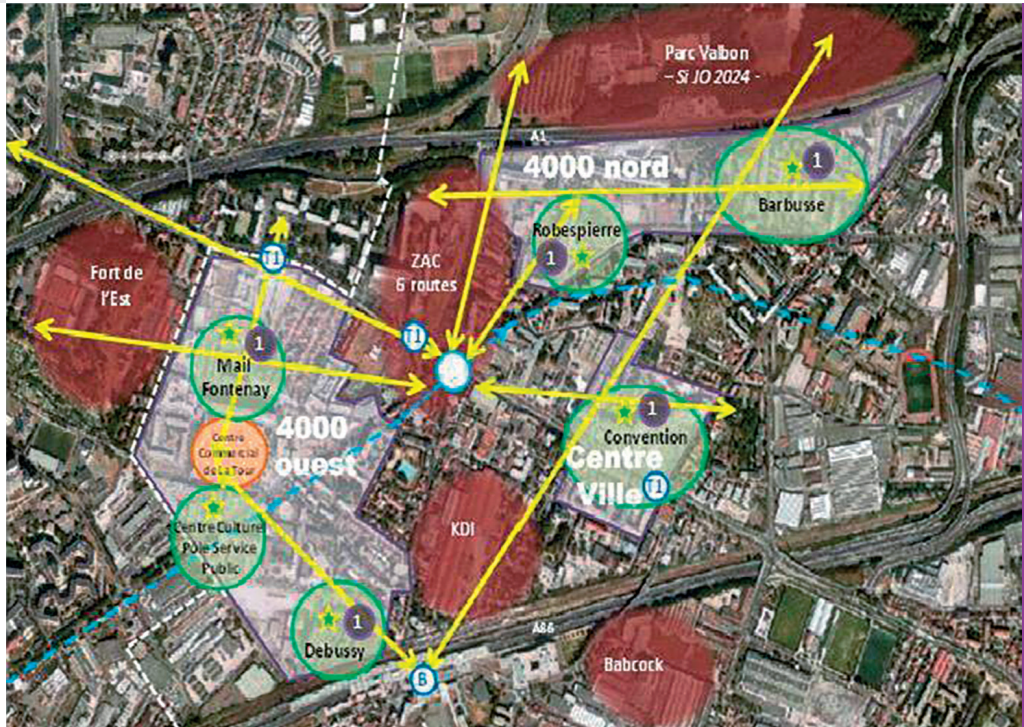 Parc Valbon
– Si JO 2024 -
A1
4000 nord
1
Barbusse
Robespierre
1
ZAC
6 routes
Fort de
l'Est
T1
T1
1
Mail
Fontenay
4000
ouest
Centre
Commercial
de La Tour
1
Convention
Centre
Ville
T1
Centre Culture
Pôle Service
Public
KDI
1
Debussy
A86
B
Babcock